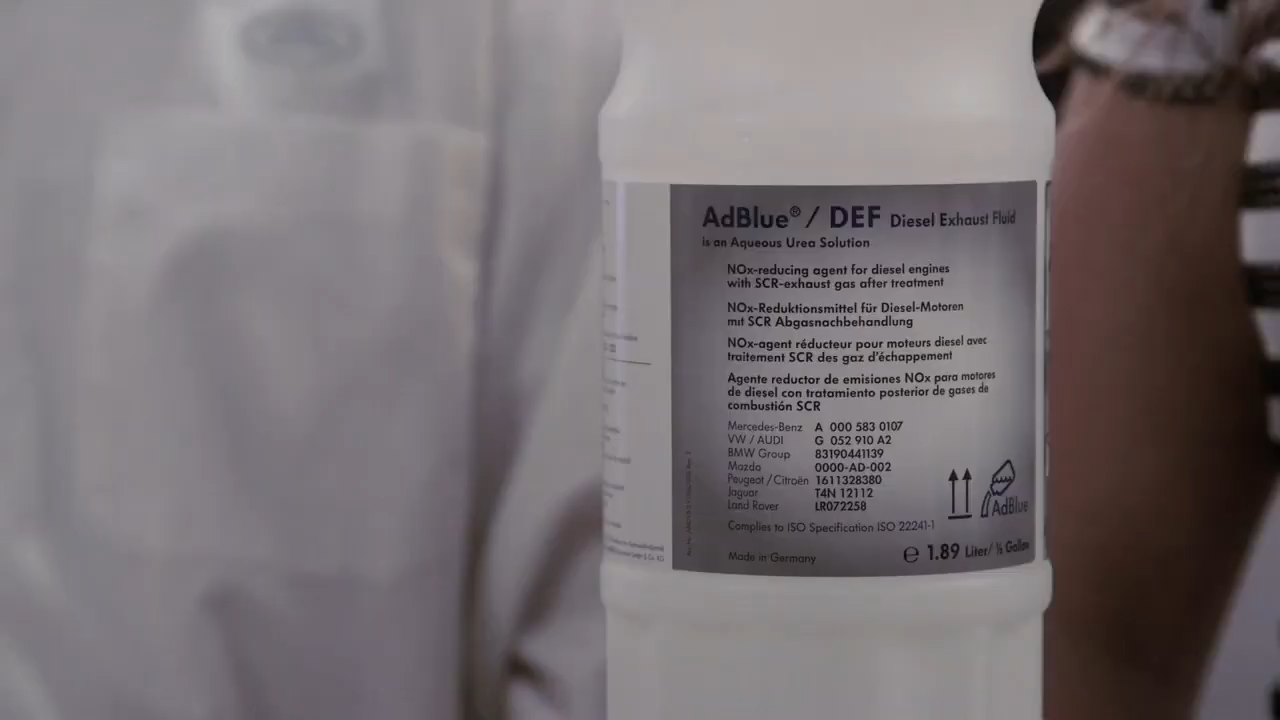 AdBlue® / DEF Diesel Exhaust Fluid
is an Aqueous Urea Solution
NOx-reducing agent for diesel engines
with SCR-exhaust gas after treatment
NOx-Reduktionsmittel für Diesel-Motoren
mit SCR Abgasnachbehandlung
NOx-agent réducteur pour moteurs diesel avec
traitement SCR des gaz d'échappement
Agente reductor de emisiones NOx para motores
de diesel con tratamiento posterior de gases de
combustión SCR
Mercedes-Benz A 000 583 0107
VW / AUDI G 052 910 A2
BMW Group 83190441139
Mazda 0000-AD-002
Peugeot / Citroën 1611328380
Jaguar T4N 12112
Land Rover LR072258
Complies to ISO Specification ISO 22241-1
AdBlue
Made in Germany
℮ 1.89 Liter/ ½ Gallon